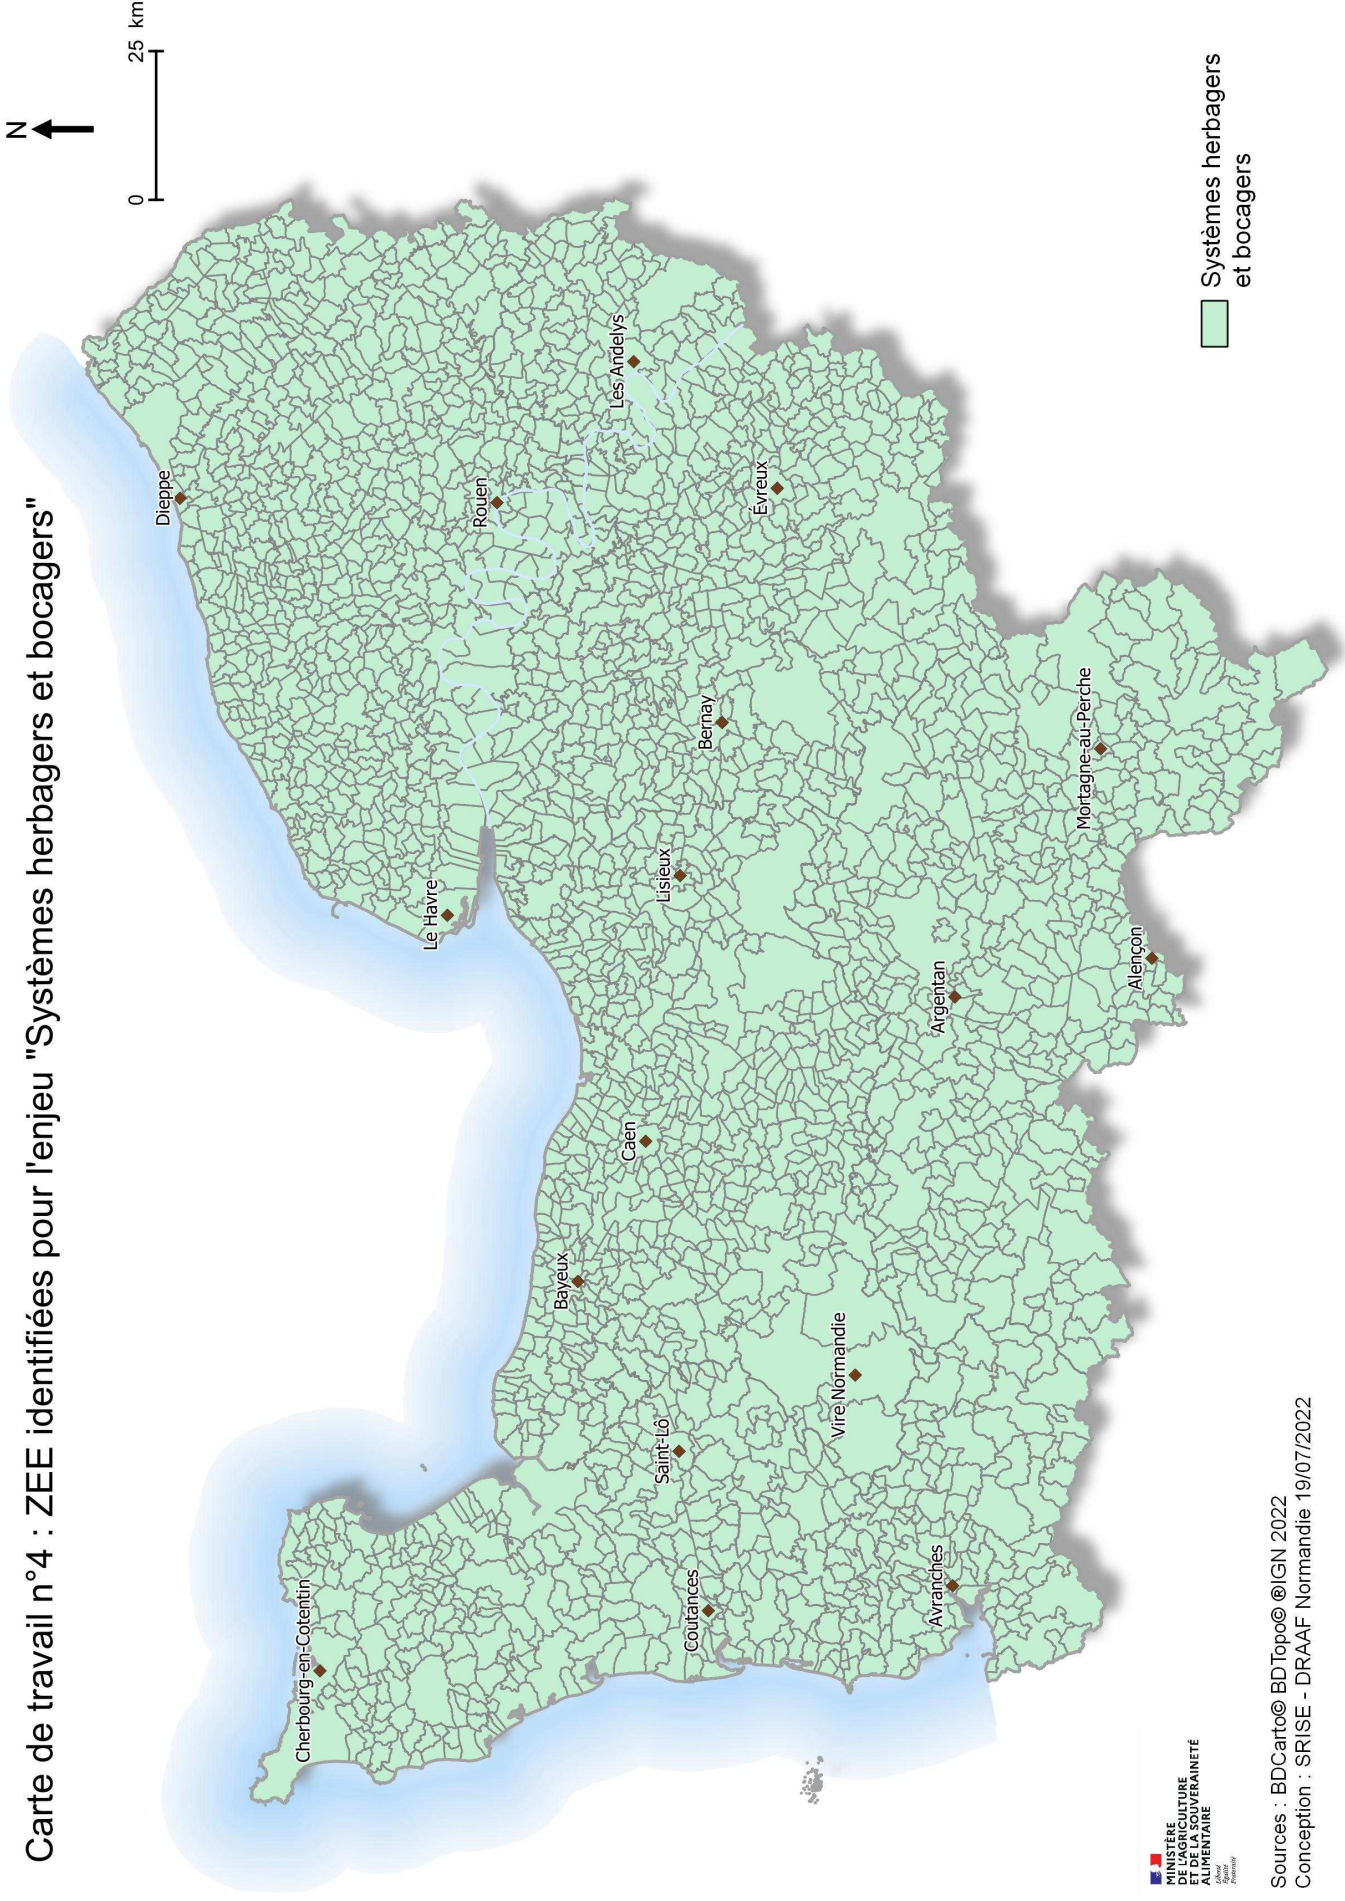 Carte de travail n°4 : ZEE identifiées pour l'enjeu "Systèmes herbagers et bocagers"
N
0 25 km
Dieppe
Cherbourg-en-Cotentin
Le Havre
Rouen
Bayeux
Les Andelys
Caen
Saint-Lô
Lisieux
Coutances
Bernay
Évreux
Vire Normandie
Avranches
Argentan
Mortagne-au-Perche
Alençon
Systèmes herbagers
et bocagers
MINISTÈRE
DE L'AGRICULTURE
ET DE LA SOUVERAINETÉ
ALIMENTAIRE
Liberté
Égalité
Fraternité
Sources : BDCarto© BDTopo© ®IGN 2022
Conception : SRISE - DRAAF Normandie 19/07/2022